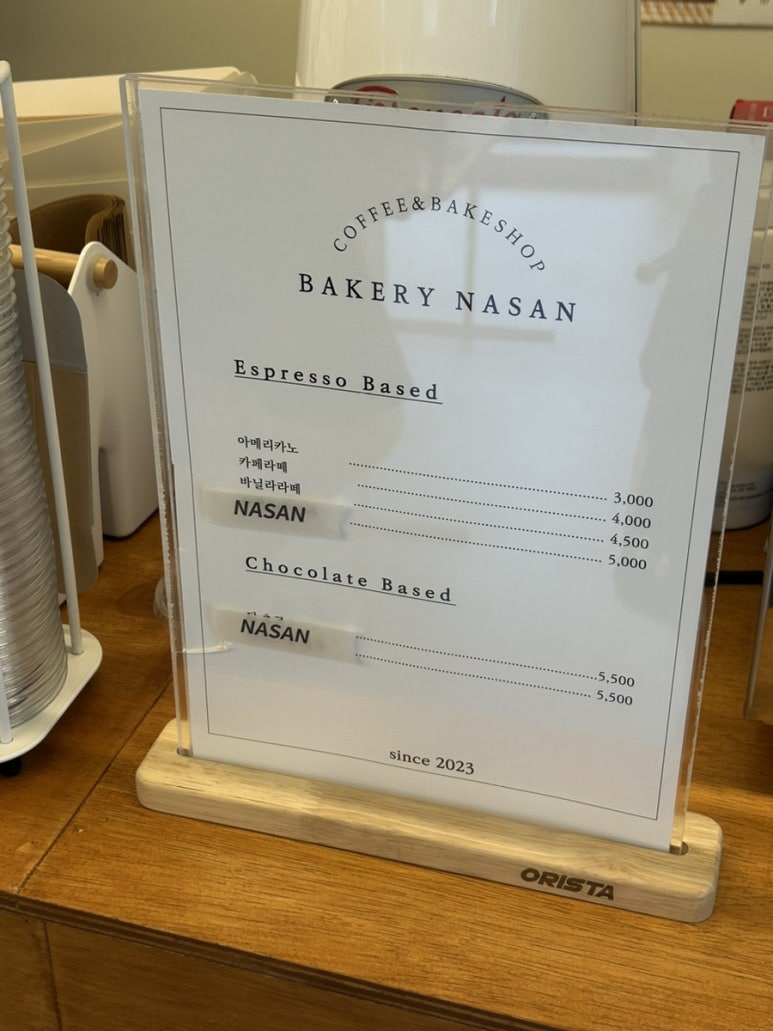 COFFEE&BAKESHOP
BAKERY NASAN
Espresso Based
아메리카노 3,000
카페라떼 4,000
바닐라라떼 4,500
NASAN 5,000
Chocolate Based
5,500
NASAN 5,500
since 2023
ORISTA